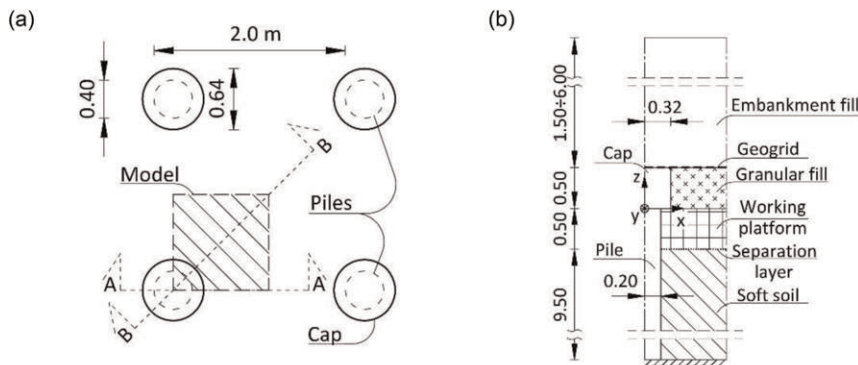 (a)
2.0 m
0.40
0.64
B
Model
Piles
A
A
B
Cap
(b)
1.50÷6.00
0.32
Embankment fill
Cap
Geogrid
z
Granular fill
0.50
y
x
Working
platform
0.50
Pile
Separation
layer
0.20
Soft soil
9.50